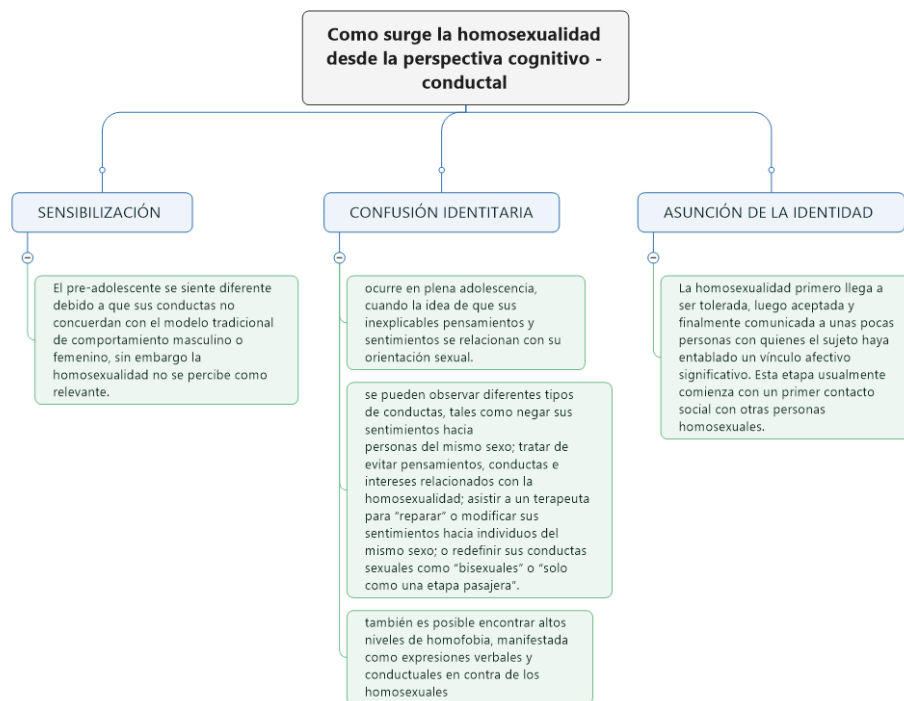 Como surge la homosexualidad
desde la perspectiva cognitivo -
conductal
SENSIBILIZACIÓN
El pre-adolescente se siente diferente
debido a que sus conductas no
concuerdan con el modelo tradicional
de comportamiento masculino o
femenino, sin embargo la
homosexualidad no se percibe como
relevante.
CONFUSIÓN IDENTITARIA
ocurre en plena adolescencia,
cuando la idea de que sus
inexplicables pensamientos y
sentimientos se relacionan con su
orientación sexual.
se pueden observar diferentes tipos
de conductas, tales como negar sus
sentimientos hacia
personas del mismo sexo; tratar de
evitar pensamientos, conductas e
intereses relacionados con la
homosexualidad; asistir a un terapeuta
para “reparar” o modificar sus
sentimientos hacia individuos del
mismo sexo; o redefinir sus conductas
sexuales como “bisexuales” o “solo
como una etapa pasajera”.
también es posible encontrar altos
niveles de homofobia, manifestada
como expresiones verbales y
conductuales en contra de los
homosexuales
ASUNCIÓN DE LA IDENTIDAD
La homosexualidad primero llega a
ser tolerada, luego aceptada y
finalmente comunicada a unas pocas
personas con quienes el sujeto haya
entablado un vínculo afectivo
significativo. Esta etapa usualmente
comienza con un primer contacto
social con otras personas
homosexuales.